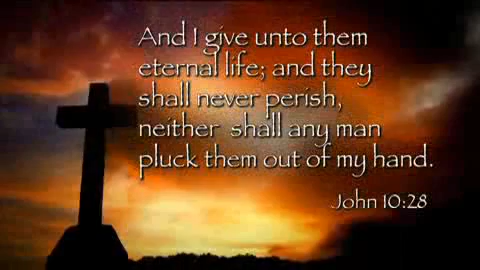 And I give unto them
eternal life; and they
shall never perish,
neither shall any man
pluck them out of my hand.
John 10:28